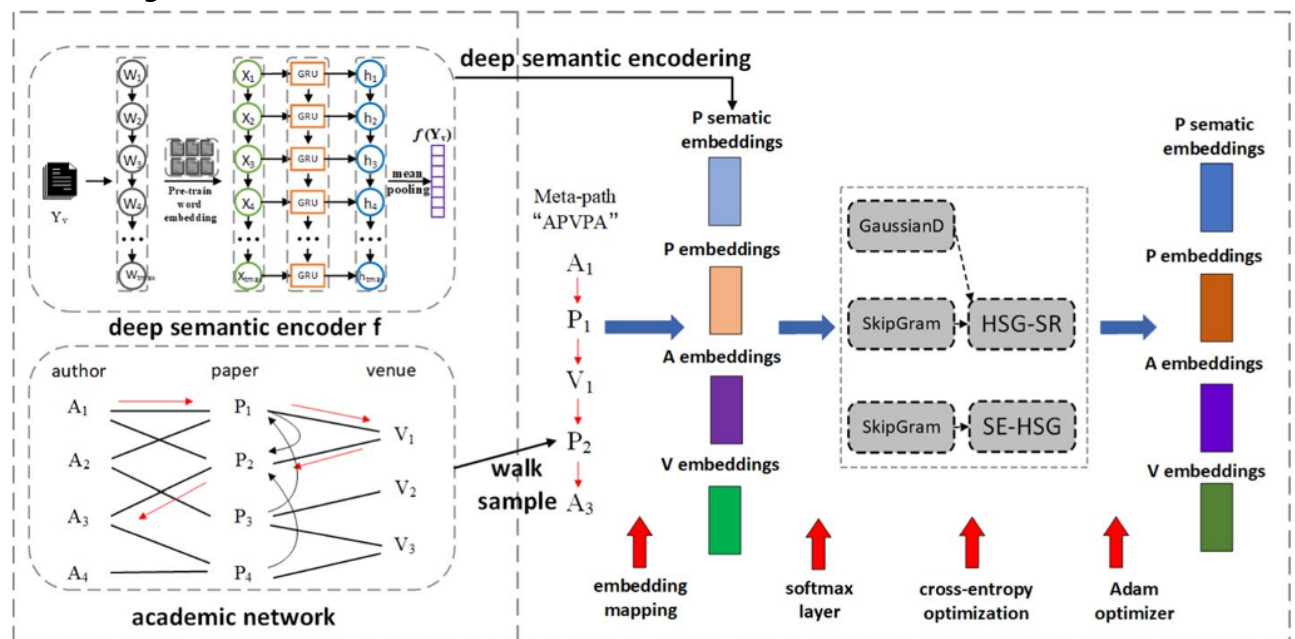 deep semantic encodering
W1
W2
W3
W4
...
Wtmax
X1
X2
X3
X4
...
Xtmax
GRU
GRU
GRU
GRU
...
GRU
h1
h2
h3
h4
...
htmax
f(Yv)
Yv
Pre-train
word
embedding
mean
pooling
deep semantic encoder f
author paper venue
A1
A2
A3
A4
P1
P2
P3
P4
V1
V2
V3
academic network
walk
sample
Meta-path
“APVPA”
A1
P1
V1
P2
A3
P sematic
embeddings
P embeddings
A embeddings
V embeddings
GaussianD
SkipGram
HSG-SR
SkipGram
SE-HSG
P sematic
embeddings
P embeddings
A embeddings
V embeddings
embedding
mapping
softmax
layer
cross-entropy
optimization
Adam
optimizer